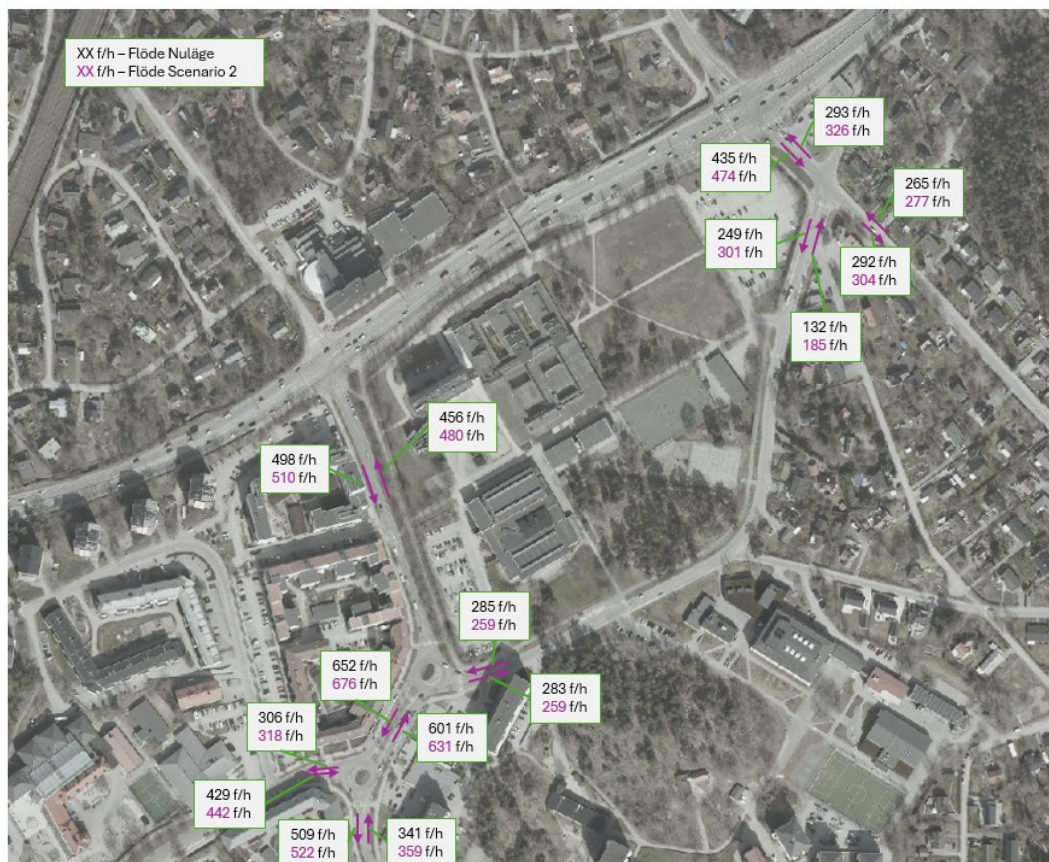 XX f/h – Flöde Nuläge
XX f/h – Flöde Scenario 2
293 f/h
326 f/h
435 f/h
474 f/h
265 f/h
277 f/h
249 f/h
301 f/h
292 f/h
304 f/h
132 f/h
185 f/h
456 f/h
480 f/h
498 f/h
510 f/h
285 f/h
259 f/h
652 f/h
676 f/h
283 f/h
259 f/h
306 f/h
318 f/h
601 f/h
631 f/h
429 f/h
442 f/h
509 f/h
522 f/h
341 f/h
359 f/h